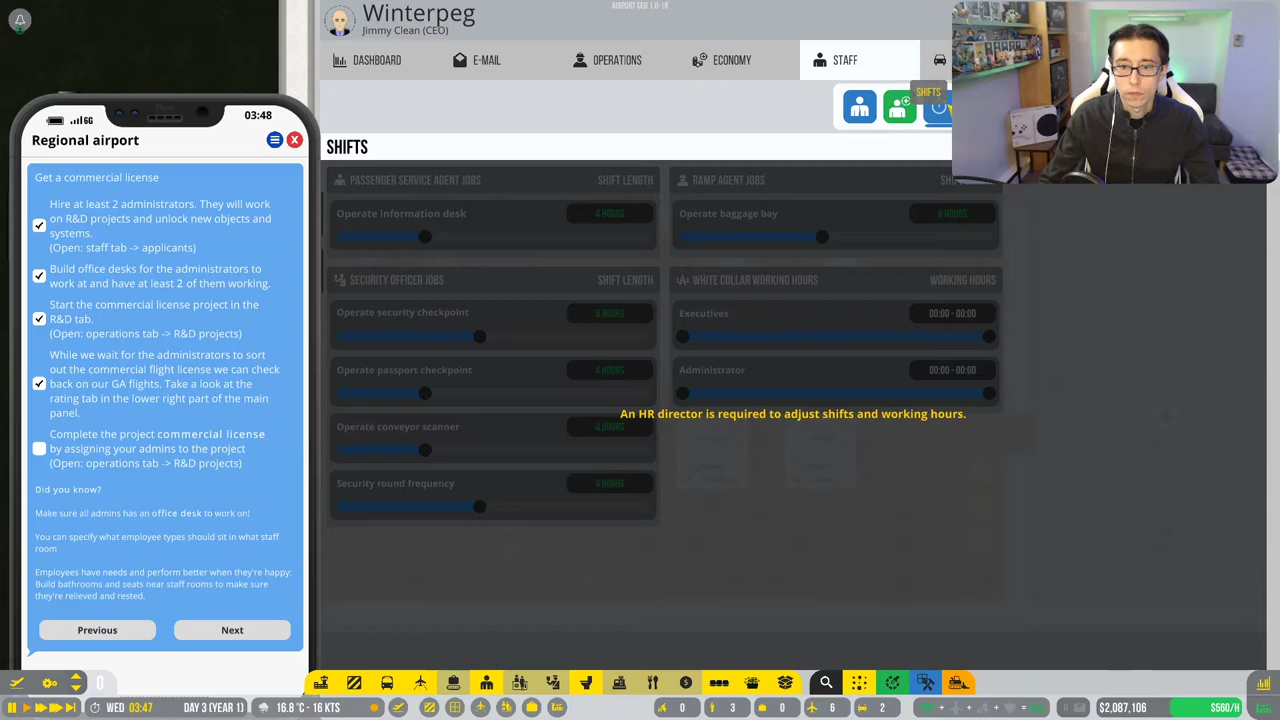 AIRPORT CEO 1.0-16
Winterpeg
Jimmy Clean (CEO)
DASHBOARD
E-MAIL
OPERATIONS
ECONOMY
STAFF
SHIFTS
SHIFTS
6G
03:48
Regional airport
Get a commercial license
Hire at least 2 administrators. They will work
on R&D projects and unlock new objects and
systems.
(Open: staff tab -> applicants)
Build office desks for the administrators to
work at and have at least 2 of them working.
Start the commercial license project in the
R&D tab.
(Open: operations tab -> R&D projects)
While we wait for the administrators to sort
out the commercial flight license we can check
back on our GA flights. Take a look at the
rating tab in the lower right part of the main
panel.
Complete the project commercial license
by assigning your admins to the project
(Open: operations tab -> R&D projects)
Did you know?
Make sure all admins has an office desk to work on!
You can specify what employee types should sit in what staff
room
Employees have needs and perform better when they're happy:
Build bathrooms and seats near staff rooms to make sure
they're relieved and rested.
Previous
Next
PASSENGER SERVICE AGENT JOBS
SHIFT LENGTH
Operate information desk
4 HOURS
RAMP AGENT JOBS
Operate baggage bay
SECURITY OFFICER JOBS
SHIFT LENGTH
Operate security checkpoint
Operate passport checkpoint
4 HOURS
Operate conveyor scanner
4 HOURS
Security round frequency
WHITE COLLAR WORKING HOURS
WORKING HOURS
Executives
00:00 - 00:00
Administrator
00:00 - 00:00
An HR director is required to adjust shifts and working hours.
0
WED 03:47
DAY 3 (YEAR 1)
16.8°C - 16 KTS
0
3
0
6
2
$2,087,106
$560/H